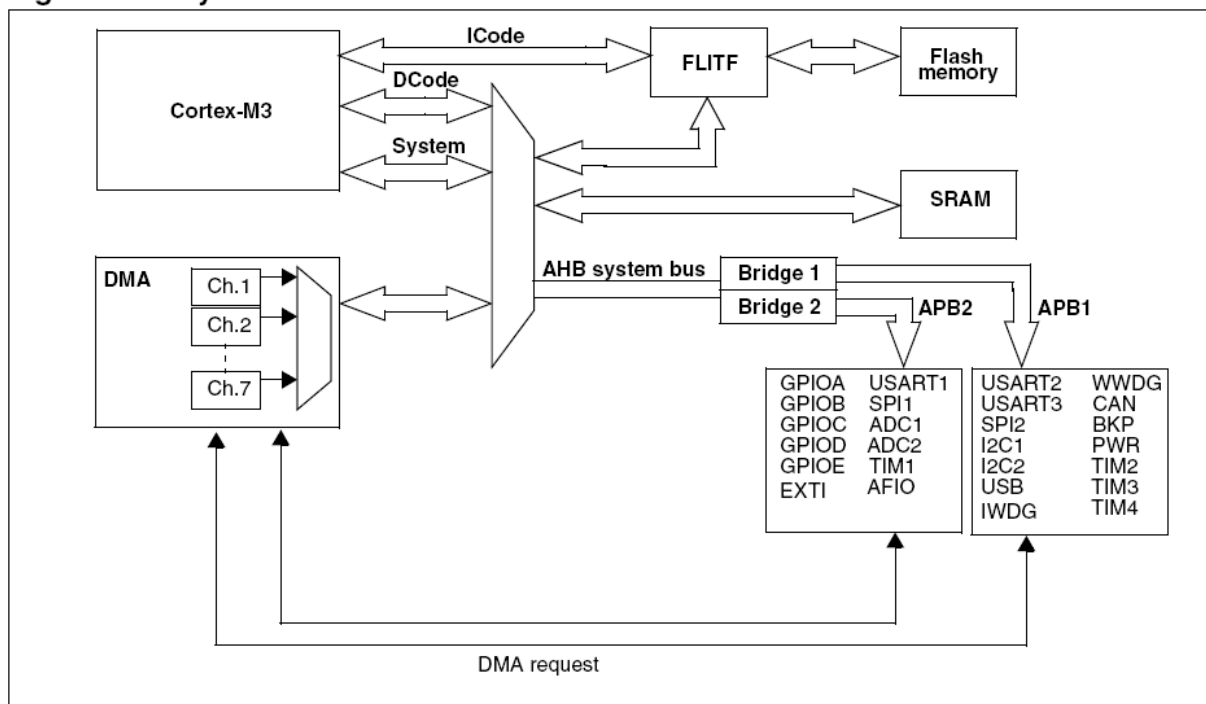 ICode
FLITF
Flash
memory
DCode
Cortex-M3
System
SRAM
DMA
Ch.1
Ch.2
Ch.7
AHB system bus
Bridge 1
Bridge 2
APB2
APB1
GPIOA USART1
GPIOB SPI1
GPIOC ADC1
GPIOD ADC2
GPIOE TIM1
EXTI AFIO
USART2 WWDG
USART3 CAN
SPI2 BKP
I2C1 PWR
I2C2 TIM2
USB TIM3
IWDG TIM4
DMA request